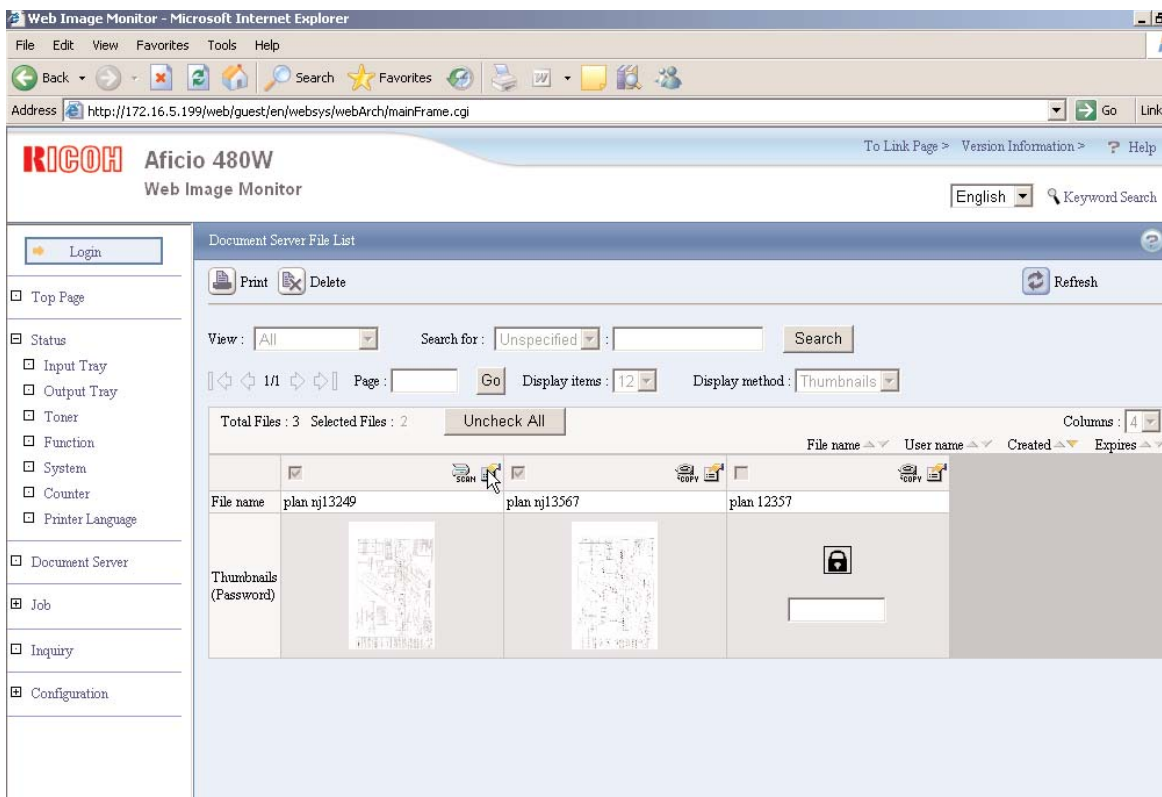 Web Image Monitor - Microsoft Internet Explorer
File Edit View Favorites Tools Help
Back Search Favorites
Address http://172.16.5.199/web/guest/en/websys/webArch/mainFrame.cgi Go Link
RICOH Aficio 480W
Web Image Monitor
To Link Page > Version Information > ? Help
English Keyword Search
Login
Top Page
Status
Input Tray
Output Tray
Toner
Function
System
Counter
Printer Language
Document Server
Job
Inquiry
Configuration
Document Server File List
Print Delete Refresh
View : All Search for : Unspecified : Search
1/1 Page : Go Display items : 12 Display method : Thumbnails
Total Files : 3 Selected Files : 2 Uncheck All Columns : 4
File name User name Created Expires
SCAN COPY COPY
File name plan nj13249 plan nj13567 plan 12357
Thumbnails
(Password)